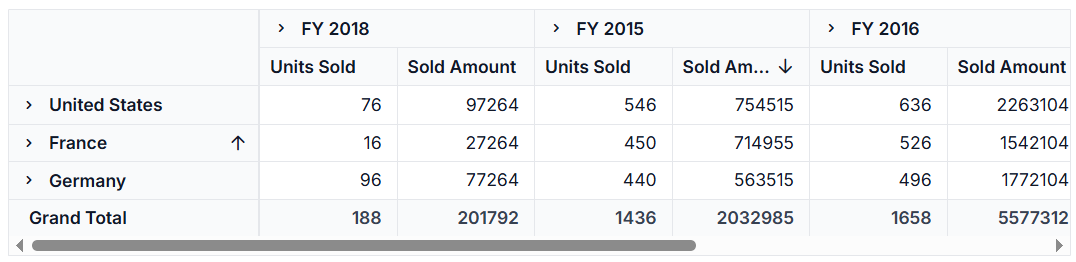 FY 2018 FY 2015 FY 2016
Units Sold Sold Amount Units Sold Sold Am... Units Sold Sold Amount
United States 76 97264 546 754515 636 2263104
France 16 27264 450 714955 526 1542104
Germany 96 77264 440 563515 496 1772104
Grand Total 188 201792 1436 2032985 1658 5577312